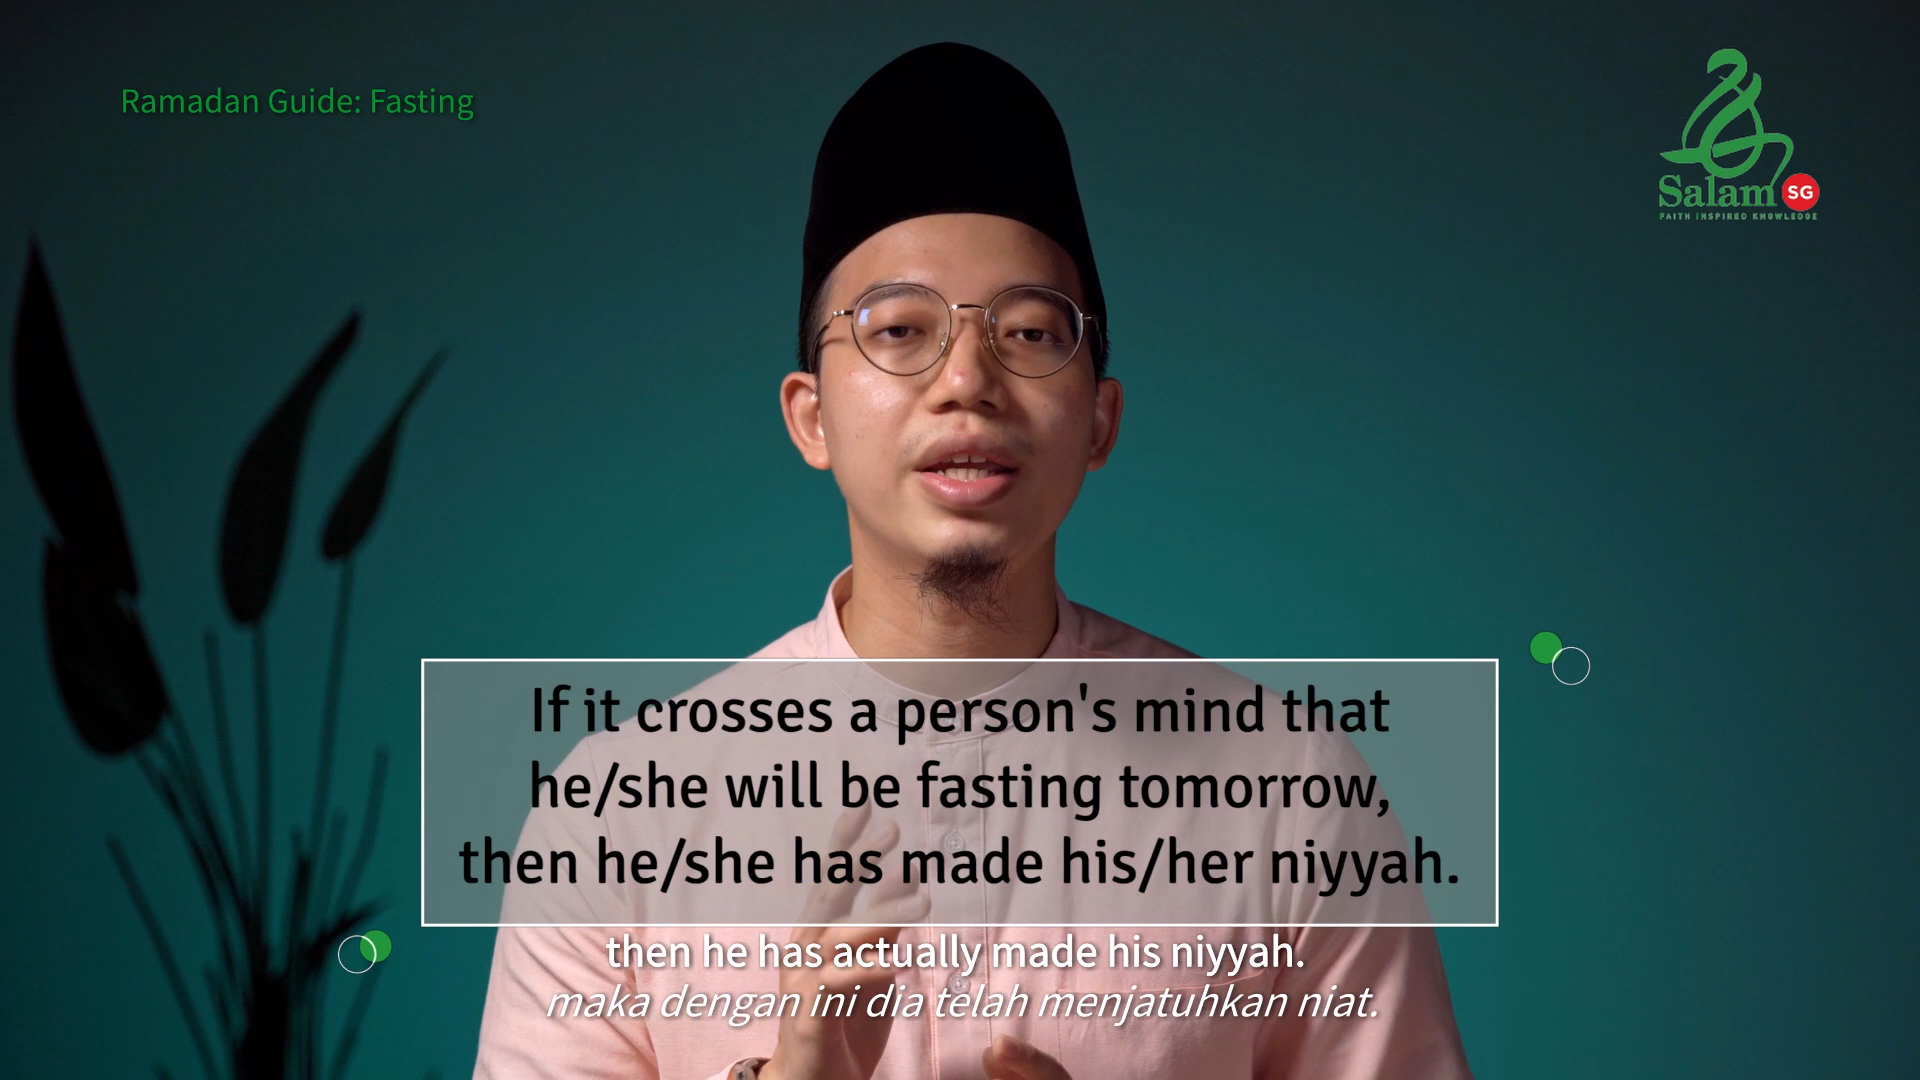 Ramadan Guide: Fasting
Salam SG
FAITH INSPIRED KNOWLEDGE
If it crosses a person's mind that
he/she will be fasting tomorrow,
then he/she has made his/her niyyah.
then he has actually made his niyyah.
maka dengan ini dia telah menjatuhkan niat.